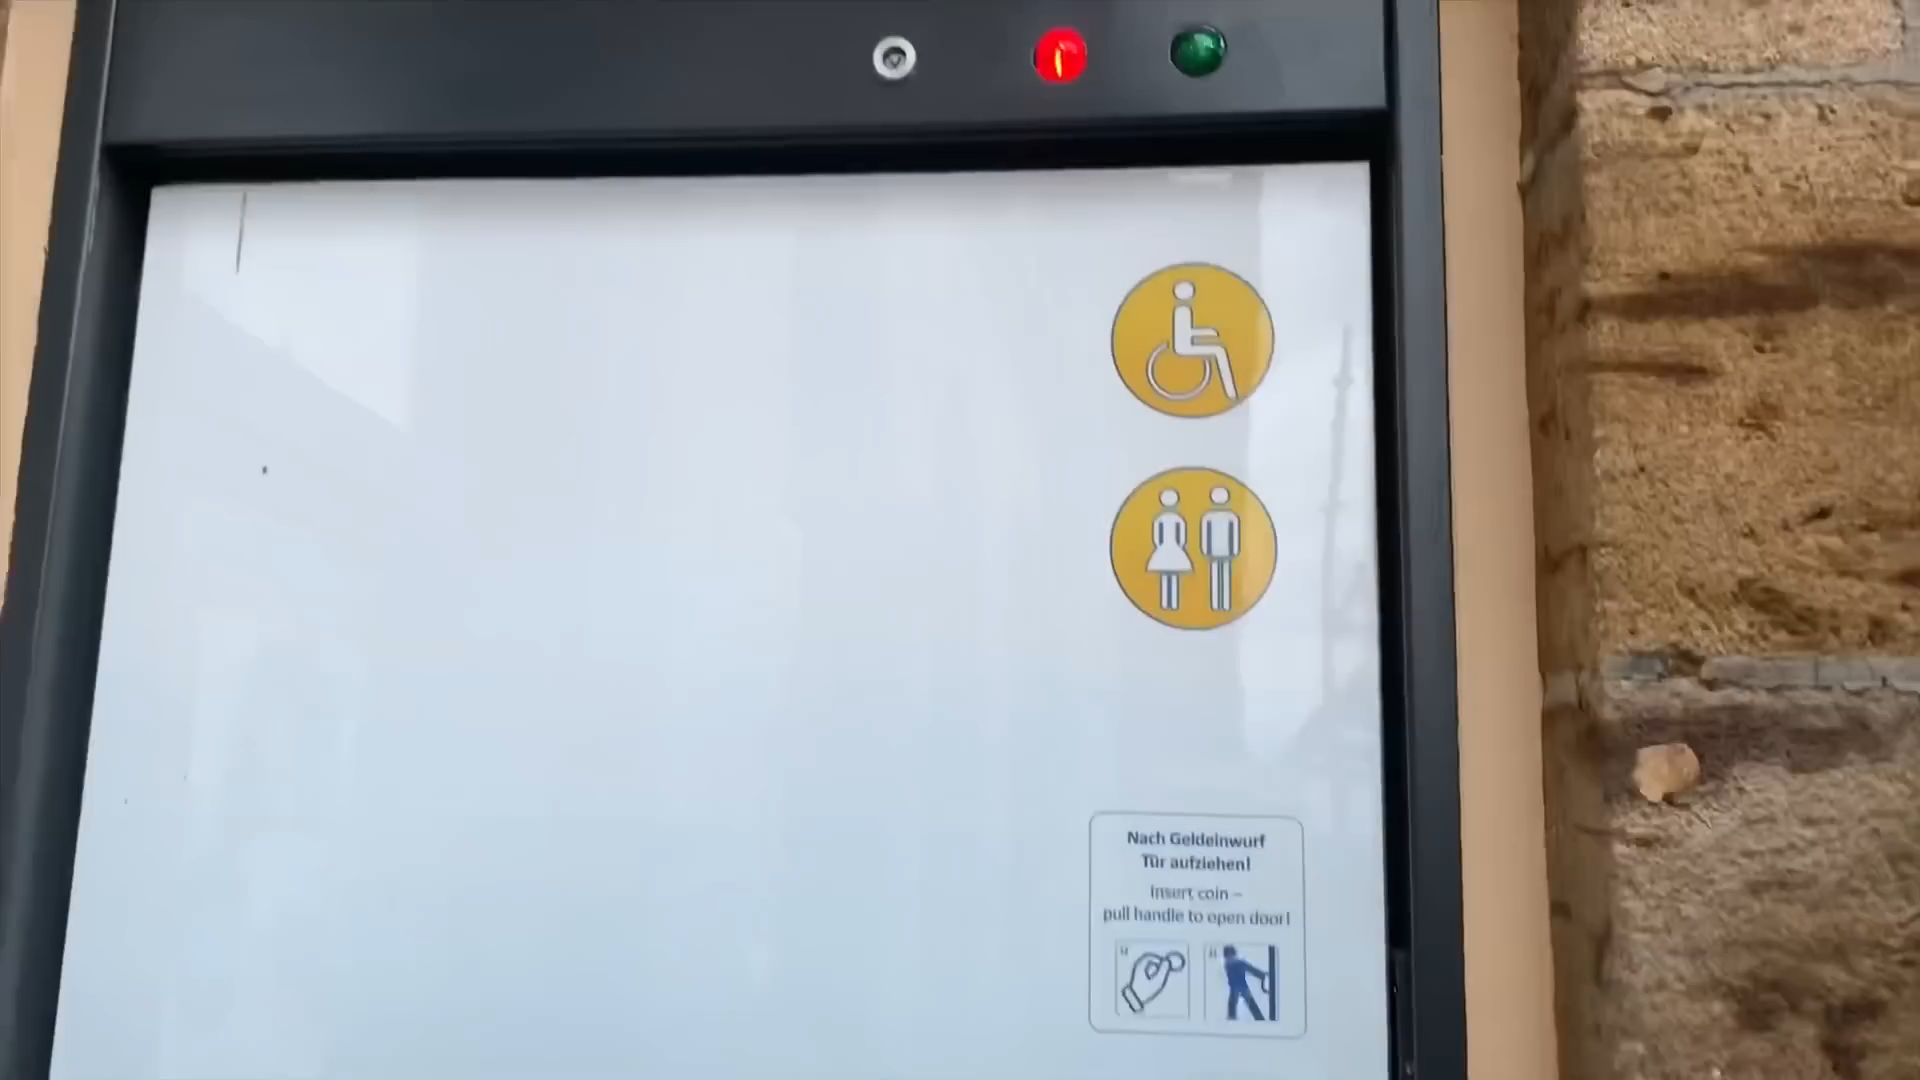 Nach Geldeinwurf
Tür aufziehen!
Insert coin –
pull handle to open door!